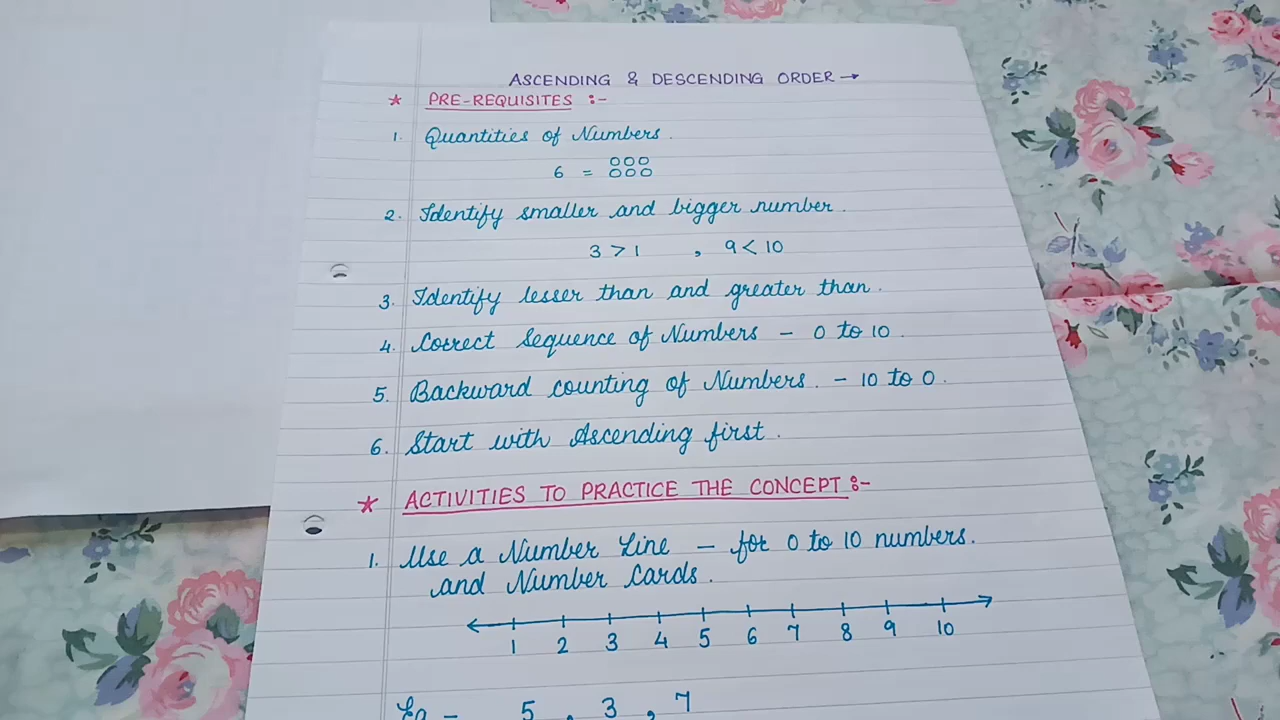 ASCENDING & DESCENDING ORDER →
* PRE-REQUISITES :-
1. Quantities of Numbers.
6 = 000
000
2. Identify smaller and bigger number.
3 > 1 , 9 < 10
3. Identify lesser than and greater than.
4. Correct Sequence of Numbers - 0 to 10.
5. Backward counting of Numbers. - 10 to 0.
6. Start with Ascending first.
* ACTIVITIES TO PRACTICE THE CONCEPT :-
1. Use a Number Line - for 0 to 10 numbers.
and Number Cards.
1 2 3 4 5 6 7 8 9 10
Eg - 5 , 3 , 7